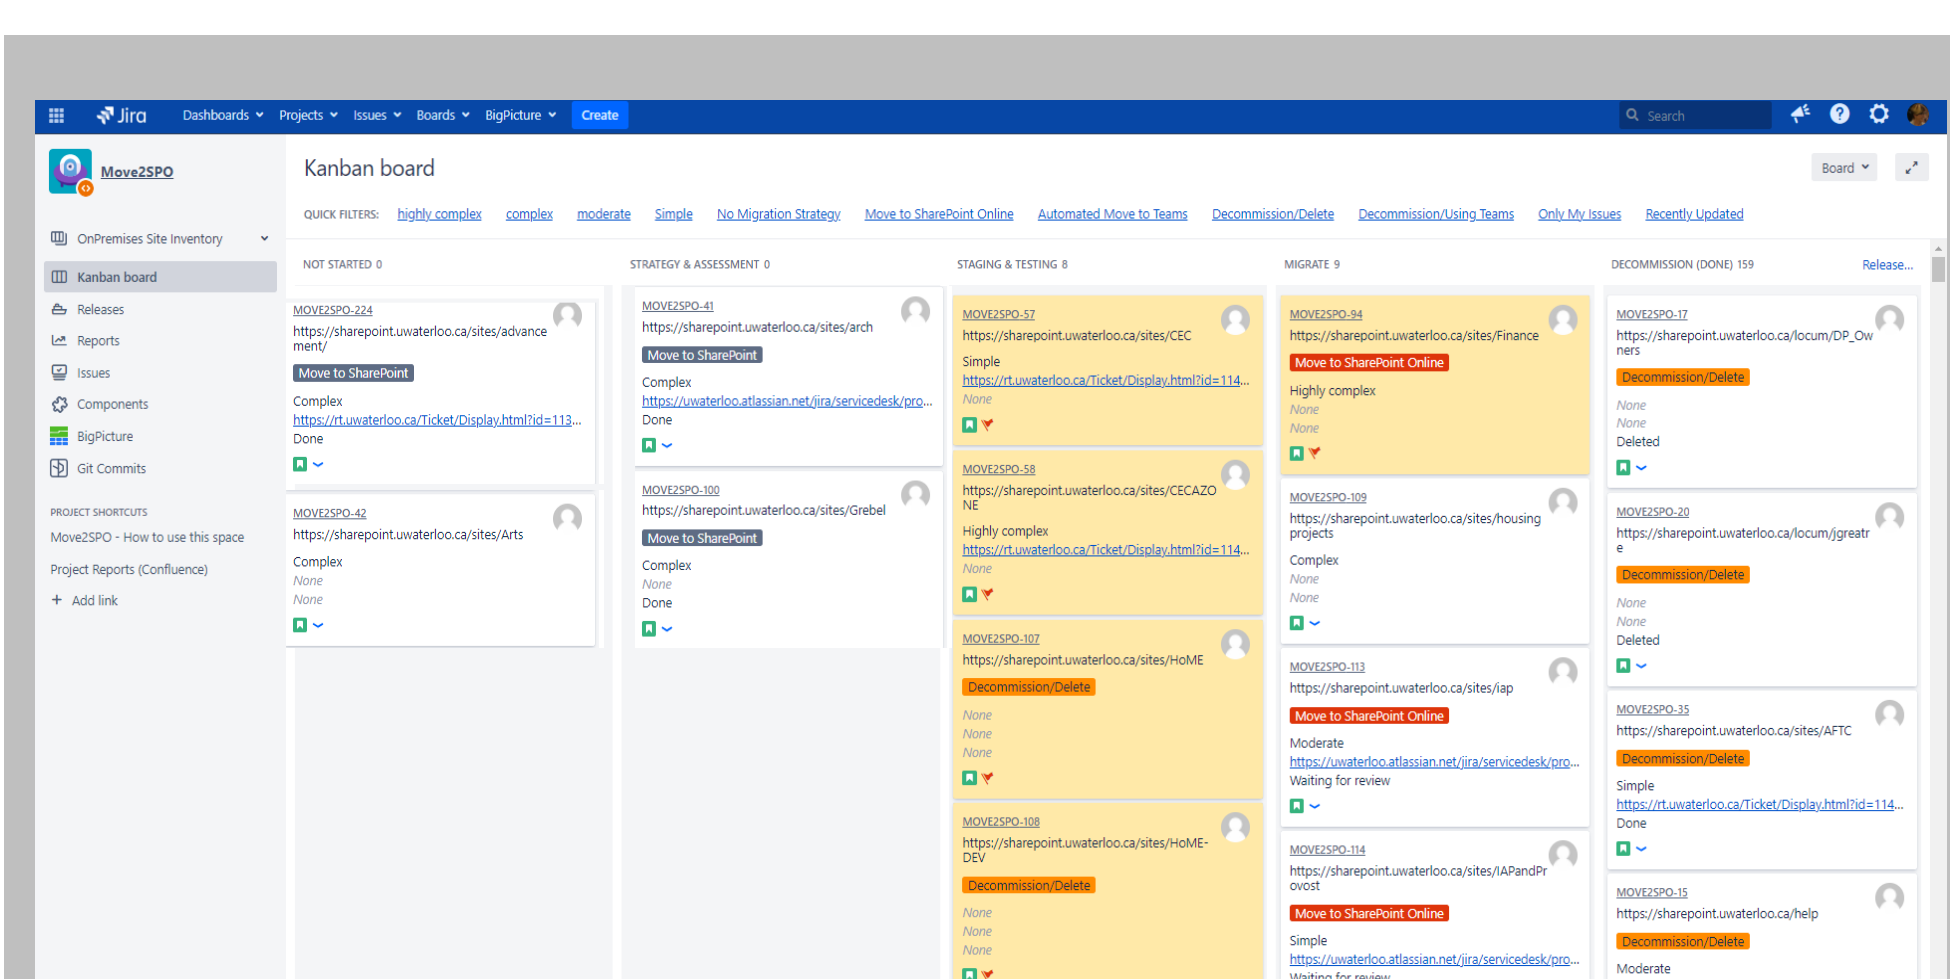 Jira Dashboards Projects Issues Boards BigPicture Create Search
Move2SPO
OnPremises Site Inventory
Kanban board
Releases
Reports
Issues
Components
BigPicture
Git Commits
PROJECT SHORTCUTS
Move2SPO - How to use this space
Project Reports (Confluence)
+ Add link
Kanban board
Board
QUICK FILTERS: highly complex complex moderate Simple No Migration Strategy Move to SharePoint Online Automated Move to Teams Decommission/Delete Decommission/Using Teams Only My Issues Recently Updated
NOT STARTED 0
MOVE2SPO-224
https://sharepoint.uwaterloo.ca/sites/advance
ment/
Move to SharePoint
Complex
https://rt.uwaterloo.ca/Ticket/Display.html?id=113...
Done
MOVE2SPO-42
https://sharepoint.uwaterloo.ca/sites/Arts
Complex
None
None
STRATEGY & ASSESSMENT 0
MOVE2SPO-41
https://sharepoint.uwaterloo.ca/sites/arch
Move to SharePoint
Complex
https://uwaterloo.atlassian.net/jira/servicedesk/pro...
Done
MOVE2SPO-100
https://sharepoint.uwaterloo.ca/sites/Grebel
Move to SharePoint
Complex
None
Done
STAGING & TESTING 8
MOVE2SPO-57
https://sharepoint.uwaterloo.ca/sites/CEC
Simple
https://rt.uwaterloo.ca/Ticket/Display.html?id=114...
None
MOVE2SPO-58
https://sharepoint.uwaterloo.ca/sites/CECAZO
NE
Highly complex
https://rt.uwaterloo.ca/Ticket/Display.html?id=114...
None
MOVE2SPO-107
https://sharepoint.uwaterloo.ca/sites/HoME
Decommission/Delete
None
None
None
MOVE2SPO-108
https://sharepoint.uwaterloo.ca/sites/HoME-
DEV
Decommission/Delete
None
None
None
MIGRATE 9
MOVE2SPO-94
https://sharepoint.uwaterloo.ca/sites/Finance
Move to SharePoint Online
Highly complex
None
None
MOVE2SPO-109
https://sharepoint.uwaterloo.ca/sites/housing
projects
Complex
None
None
MOVE2SPO-113
https://sharepoint.uwaterloo.ca/sites/iap
Move to SharePoint Online
Moderate
https://uwaterloo.atlassian.net/jira/servicedesk/pro...
Waiting for review
MOVE2SPO-114
https://sharepoint.uwaterloo.ca/sites/IAPandPr
ovost
Move to SharePoint Online
Simple
https://uwaterloo.atlassian.net/jira/servicedesk/pro...
Waiting for review
DECOMMISSION (DONE) 159 Release...
MOVE2SPO-17
https://sharepoint.uwaterloo.ca/locum/DP_Ow
ners
Decommission/Delete
None
None
Deleted
MOVE2SPO-20
https://sharepoint.uwaterloo.ca/locum/jgreatr
e
Decommission/Delete
None
None
Deleted
MOVE2SPO-35
https://sharepoint.uwaterloo.ca/sites/AFTC
Decommission/Delete
Simple
https://rt.uwaterloo.ca/Ticket/Display.html?id=114...
Done
MOVE2SPO-15
https://sharepoint.uwaterloo.ca/help
Decommission/Delete
Moderate